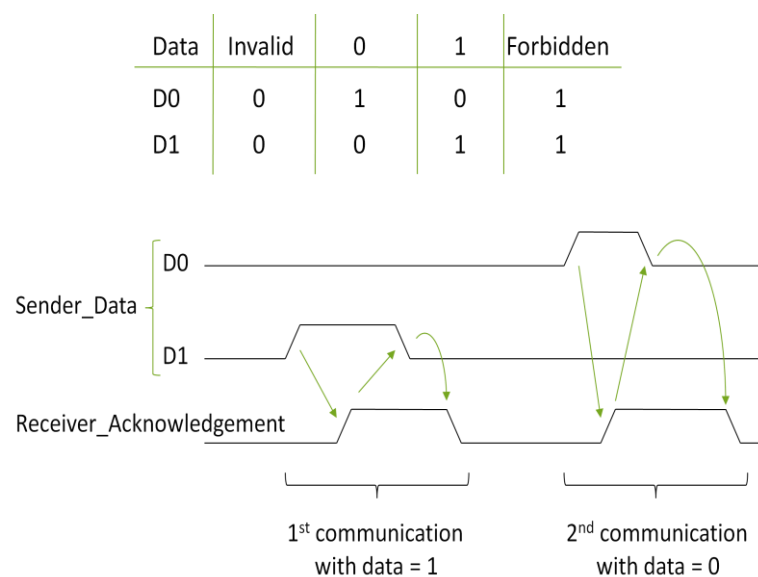 Data Invalid 0 1 Forbidden
D0 0 1 0 1
D1 0 0 1 1
D0
Sender_Data
D1
Receiver_Acknowledgement
1st communication
with data = 1
2nd communication
with data = 0